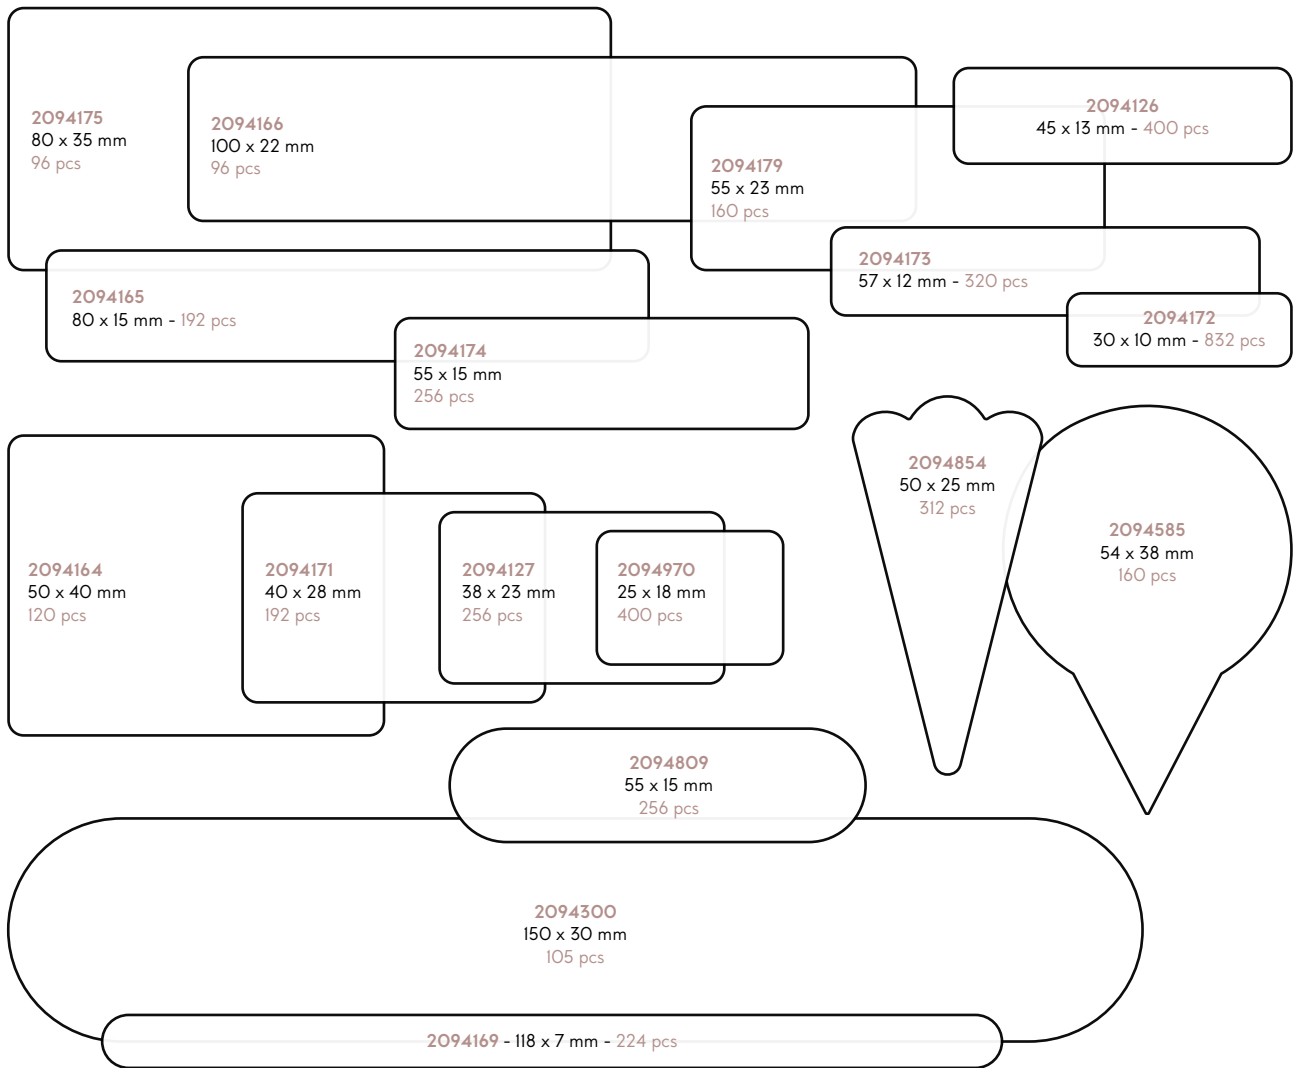 2094175
80 x 35 mm
96 pcs
2094166
100 x 22 mm
96 pcs
2094179
55 x 23 mm
160 pcs
2094126
45 x 13 mm - 400 pcs
2094173
57 x 12 mm - 320 pcs
2094172
30 x 10 mm - 832 pcs
2094165
80 x 15 mm - 192 pcs
2094174
55 x 15 mm
256 pcs
2094854
50 x 25 mm
312 pcs
2094585
54 x 38 mm
160 pcs
2094164
50 x 40 mm
120 pcs
2094171
40 x 28 mm
192 pcs
2094127
38 x 23 mm
256 pcs
2094970
25 x 18 mm
400 pcs
2094809
55 x 15 mm
256 pcs
2094300
150 x 30 mm
105 pcs
2094169 - 118 x 7 mm - 224 pcs